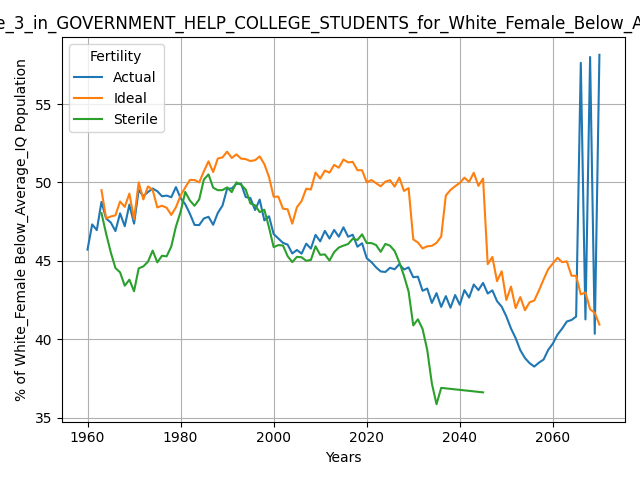 e_3_in_GOVERNMENT_HELP_COLLEGE_STUDENTS_for_White_Female_Below_A
Fertility
Actual
Ideal
Sterile
% of White_Female Below_Average_IQ Population
55
50
45
40
35
1960 1980 2000 2020 2040 2060
Years